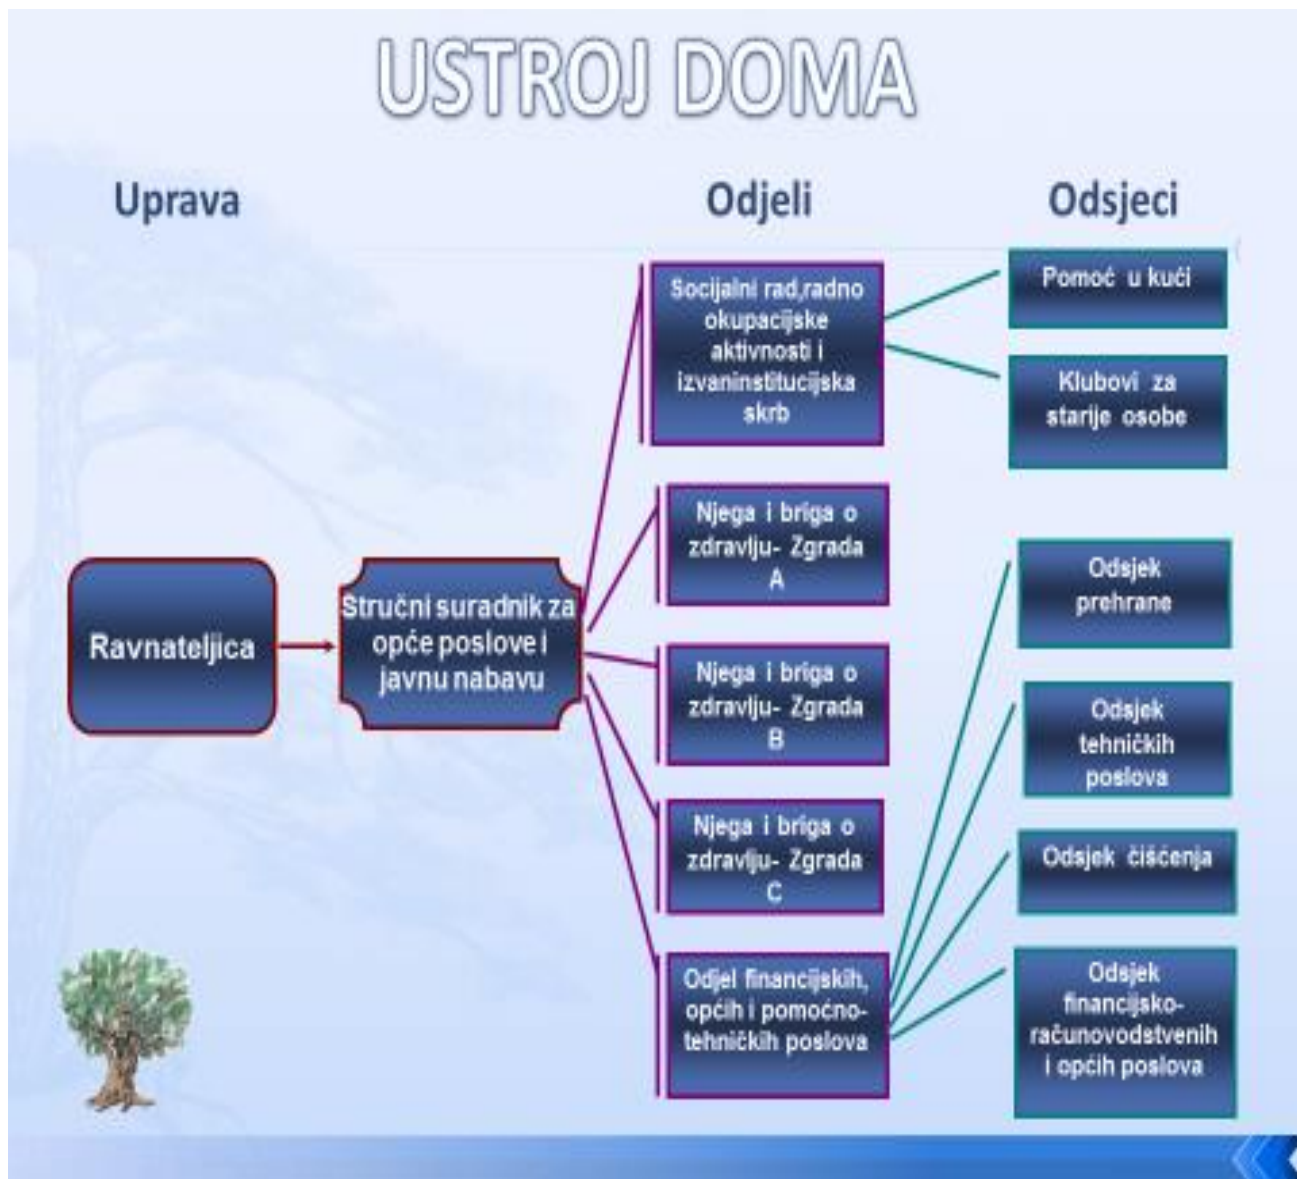 USTROJ DOMA
Uprava
Odjeli
Odsjeci
Ravnateljica
Stručni suradnik za
opće poslove i
javnu nabavu
Socijalni rad,radno
okupacijske
aktivnosti i
izvaninstitucijska
skrb
Njega i briga o
zdravlju- Zgrada
A
Njega i briga o
zdravlju- Zgrada
B
Njega i briga o
zdravlju- Zgrada
C
Odjel financijskih,
općih i pomoćno-
tehničkih poslova
Pomoć u kući
Klubovi za
starije osobe
Odsjek
prehrane
Odsjek
tehničkih
poslova
Odsjek čišćenja
Odsjek
financijsko-
računovodstvenih
i općih poslova